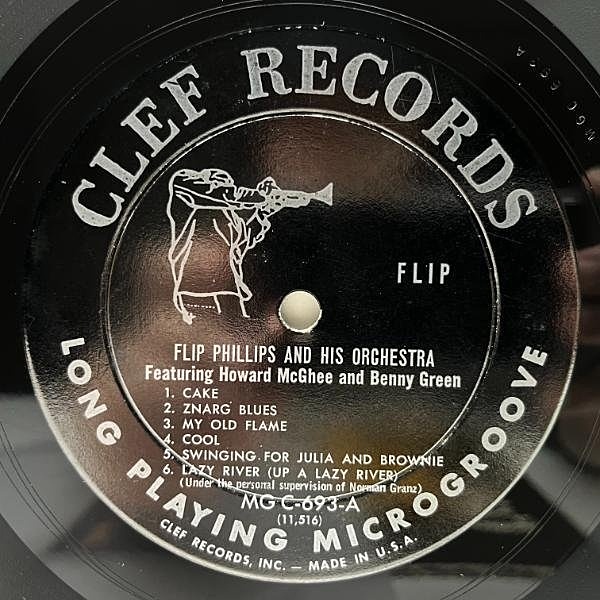 CLEF RECORDS
FLIP
FLIP PHILLIPS AND HIS ORCHESTRA
Featuring Howard McGhee and Benny Green
1. CAKE
2. ZNARG BLUES
3. MY OLD FLAME
4. COOL
5. SWINGING FOR JULIA AND BROWNIE
6. LAZY RIVER (UP A LAZY RIVER)
(Under the personal supervision of Norman Granz)
MG C-693-A
(11,516)
LONG PLAYING MICROGROOVE
CLEF RECORDS, INC. — MADE IN U.S.A.